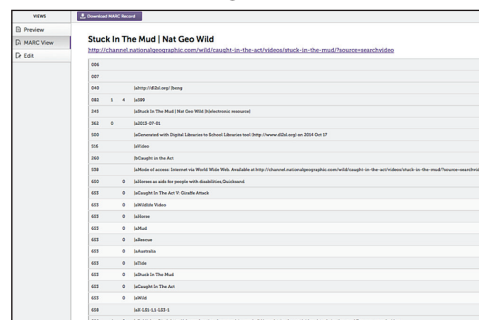 VIEWS
Preview
MARC View
Edit
Download MARC Record
Stuck In The Mud | Nat Geo Wild
http://channel.nationalgeographic.com/wild/caught-in-the-act/videos/stuck-in-the-mud/?source=searchvideo
006
007
040 |ahttp://dl2sl.org/ |beng
082 1 4 |a599
245 |aStuck In The Mud | Nat Geo Wild |h[electronic resource]
362 0 |a2013-07-01
500 |aGenerated with Digital Libraries to School Libraries tool (http://www.dl2sl.org) on 2014 Oct 17
516 |aVideo
260 |bCaught in the Act
538 |aMode of access: Internet via World Wide Web. Available at http://channel.nationalgeographic.com/wild/caught-in-the-act/videos/stuck-in-the-mud/?source=searchvid
650 0 |aHorses as aids for people with disabilities,Quicksand
653 0 |aCaught In The Act V: Giraffe Attack
653 0 |aWildlife Video
653 0 |aHorse
653 0 |aMud
653 0 |aRescue
653 0 |aAustralia
653 0 |aTide
653 0 |aStuck In The Mud
653 0 |aCaught In The Act
653 0 |aWild
658